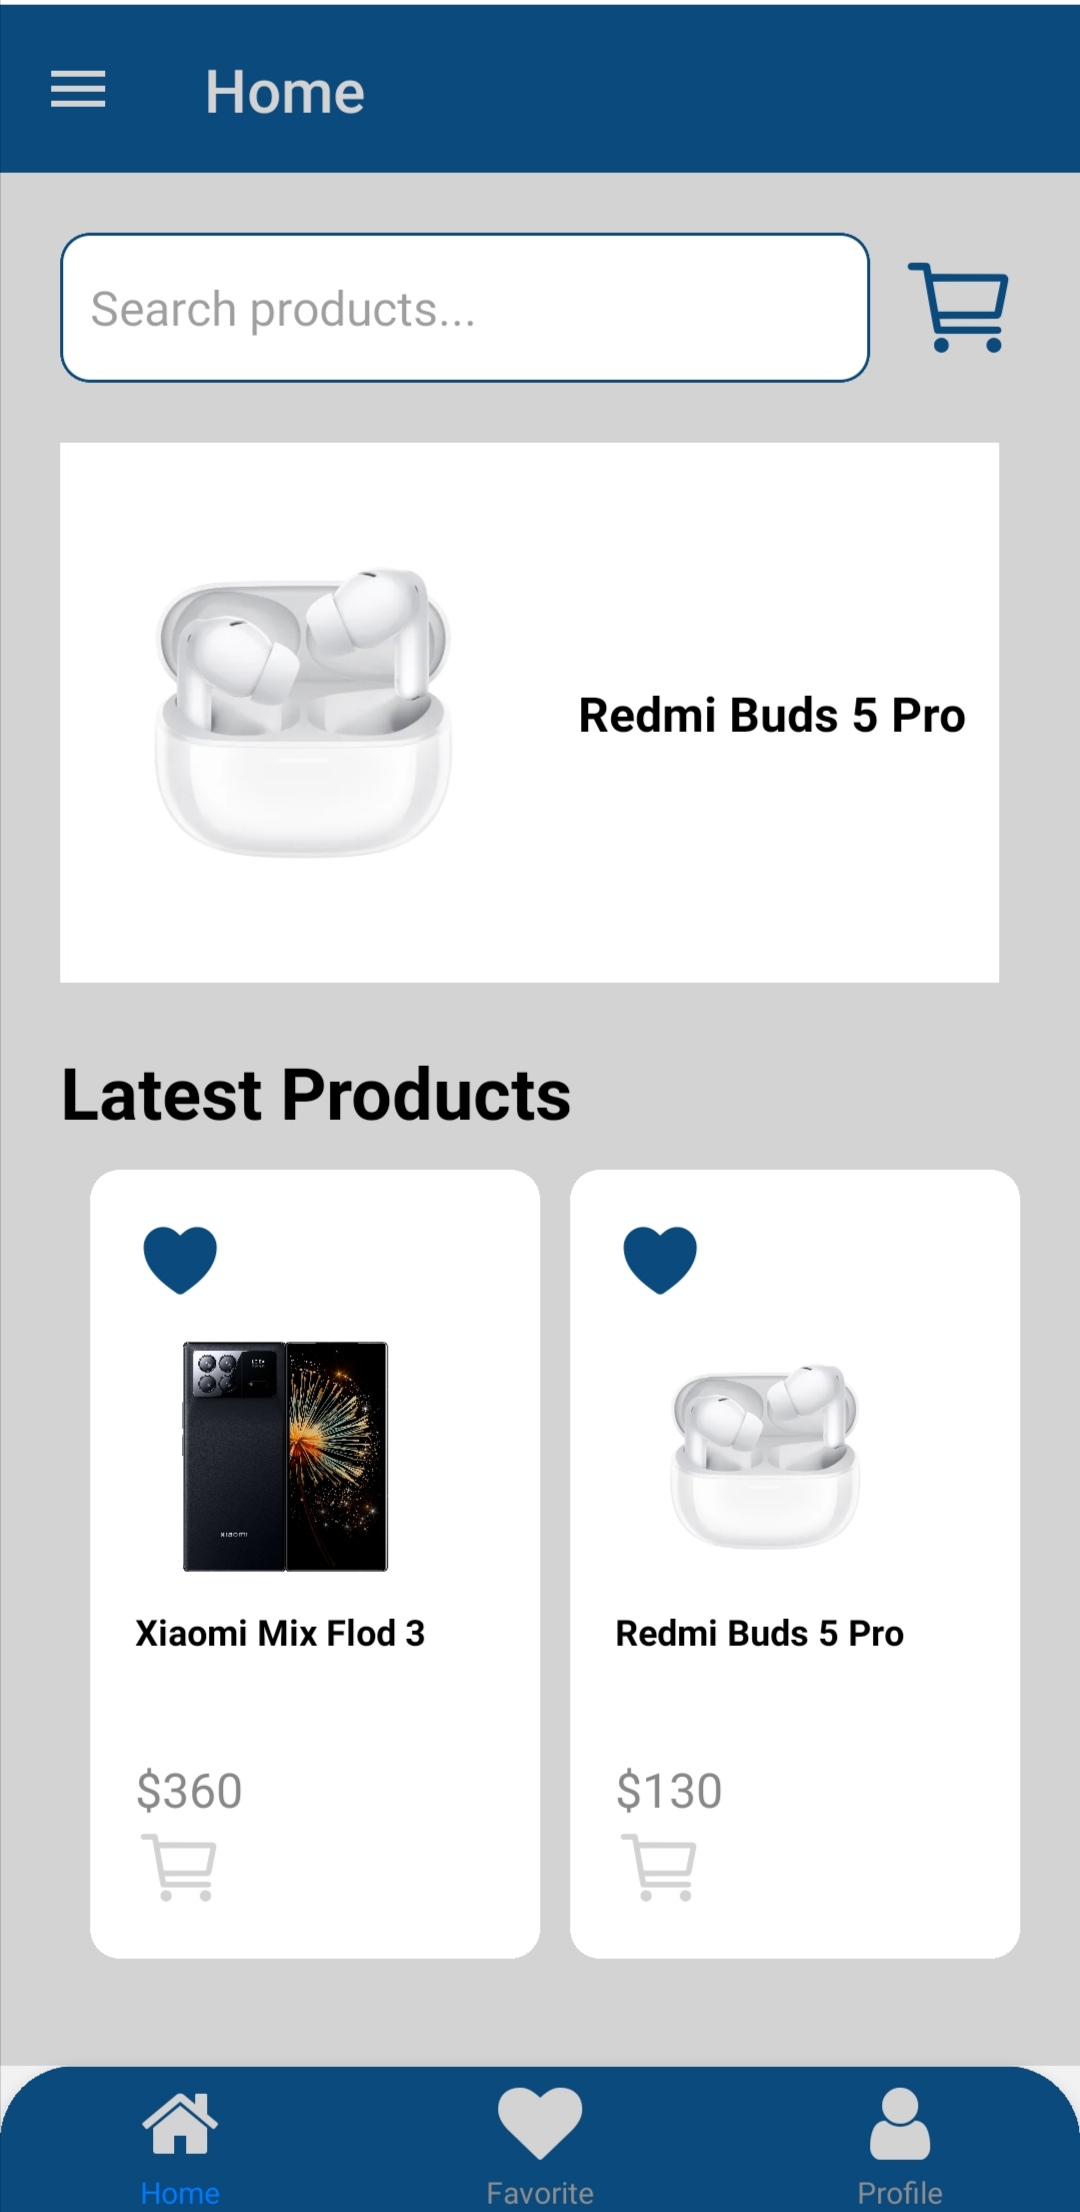 Home
Search products...
Redmi Buds 5 Pro
Latest Products
xiaomi
Xiaomi Mix Flod 3
Redmi Buds 5 Pro
$360
$130
Home
Favorite
Profile